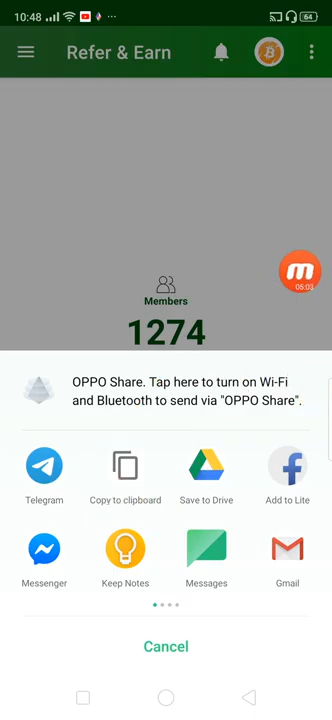 10:48 64
Refer & Earn
05:03
Members
1274
OPPO Share. Tap here to turn on Wi-Fi
and Bluetooth to send via "OPPO Share".
Telegram Copy to clipboard Save to Drive Add to Lite
Messenger Keep Notes Messages Gmail
Cancel